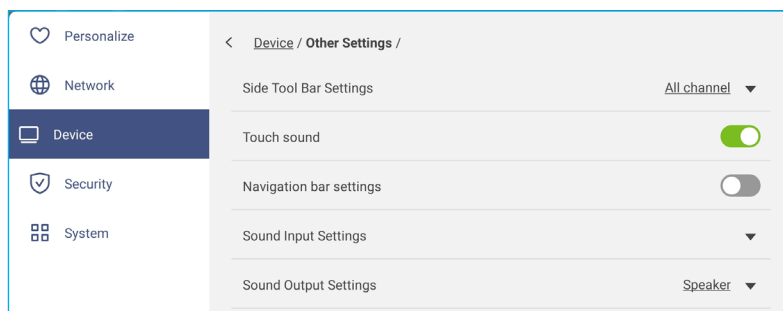 Personalize
Network
Device
Security
System
< Device / Other Settings /
Side Tool Bar Settings All channel
Touch sound
Navigation bar settings
Sound Input Settings
Sound Output Settings Speaker